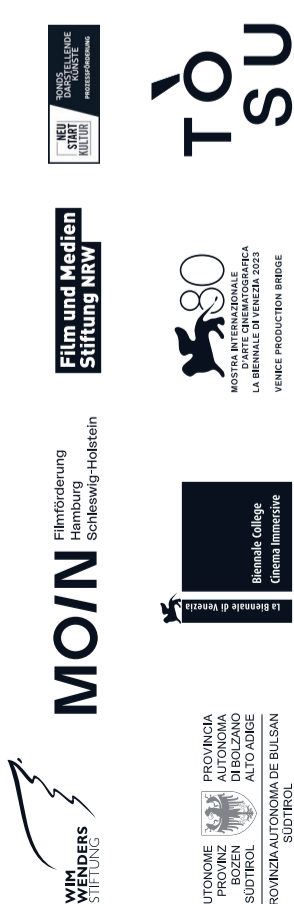 WIM
WENDERS
STIFTUNG
MOIN
Filmförderung
Hamburg
Schleswig-Holstein
Film und Medien
Stiftung NRW
NEU
START
KULTUR
FONDS
DARSTELLENDE
KÜNSTE
PROZESSFÖRDERUNG
UTONOME
PROVINZ
BOZEN
SÜDTIROL
PROVINCIA
AUTONOMA
DI BOLZANO
ALTO ADIGE
ROVINZIA AUTONOMA DE BULSAN
SÜDTIROL
La Biennale di Venezia
Biennale College
Cinema Immersive
80
MOSTRA INTERNAZIONALE
D'ARTE CINEMATOGRAFICA
LA BIENNALE DI VENEZIA 2023
VENICE PRODUCTION BRIDGE
TÒ
SU